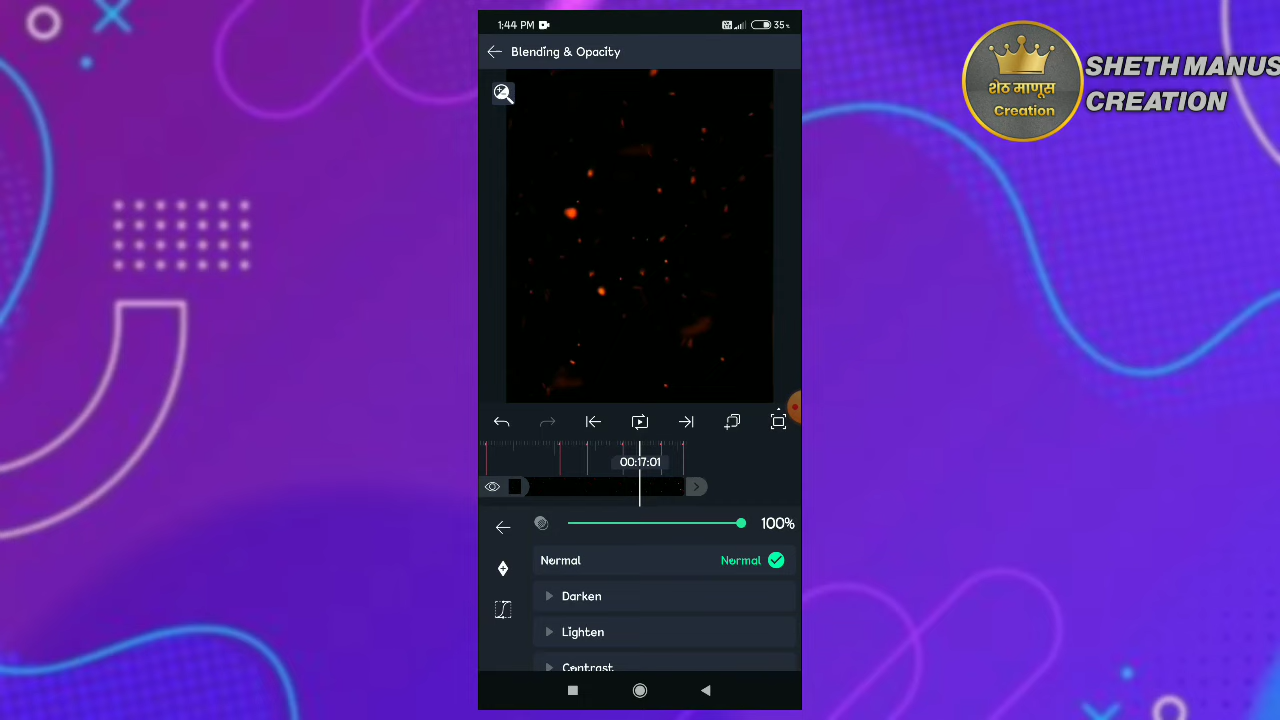 1:44 PM
35%
Blending & Opacity
शेठ माणूस
Creation
SHETH MANUS
CREATION
00:17:01
100%
Normal Normal
Darken
Lighten
Contrast